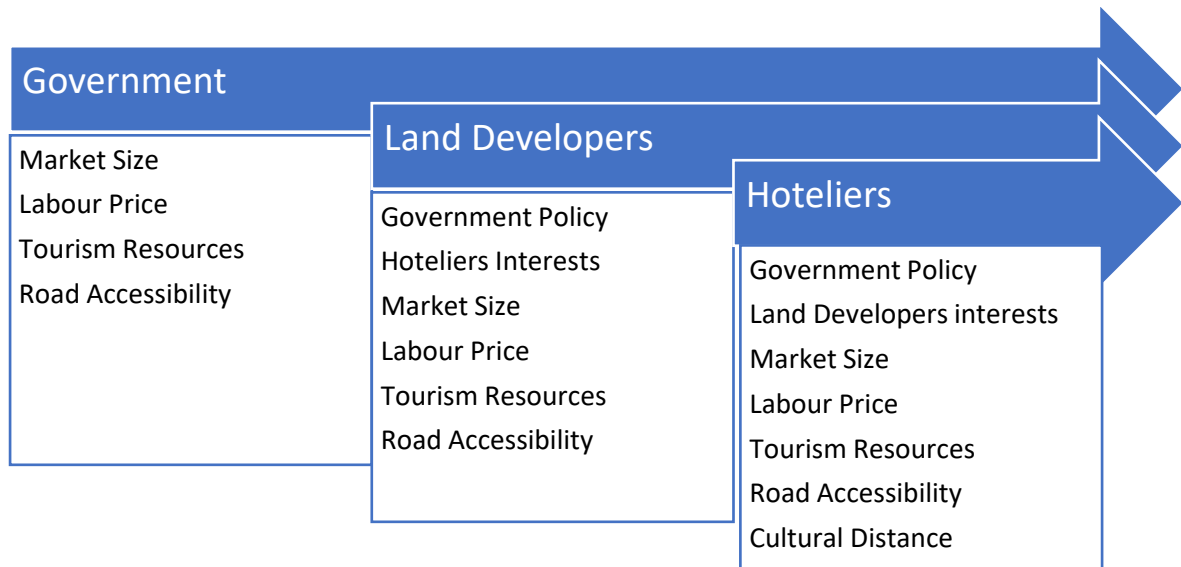 Government
Market Size
Labour Price
Tourism Resources
Road Accessibility
Land Developers
Government Policy
Hoteliers Interests
Market Size
Labour Price
Tourism Resources
Road Accessibility
Hoteliers
Government Policy
Land Developers interests
Market Size
Labour Price
Tourism Resources
Road Accessibility
Cultural Distance